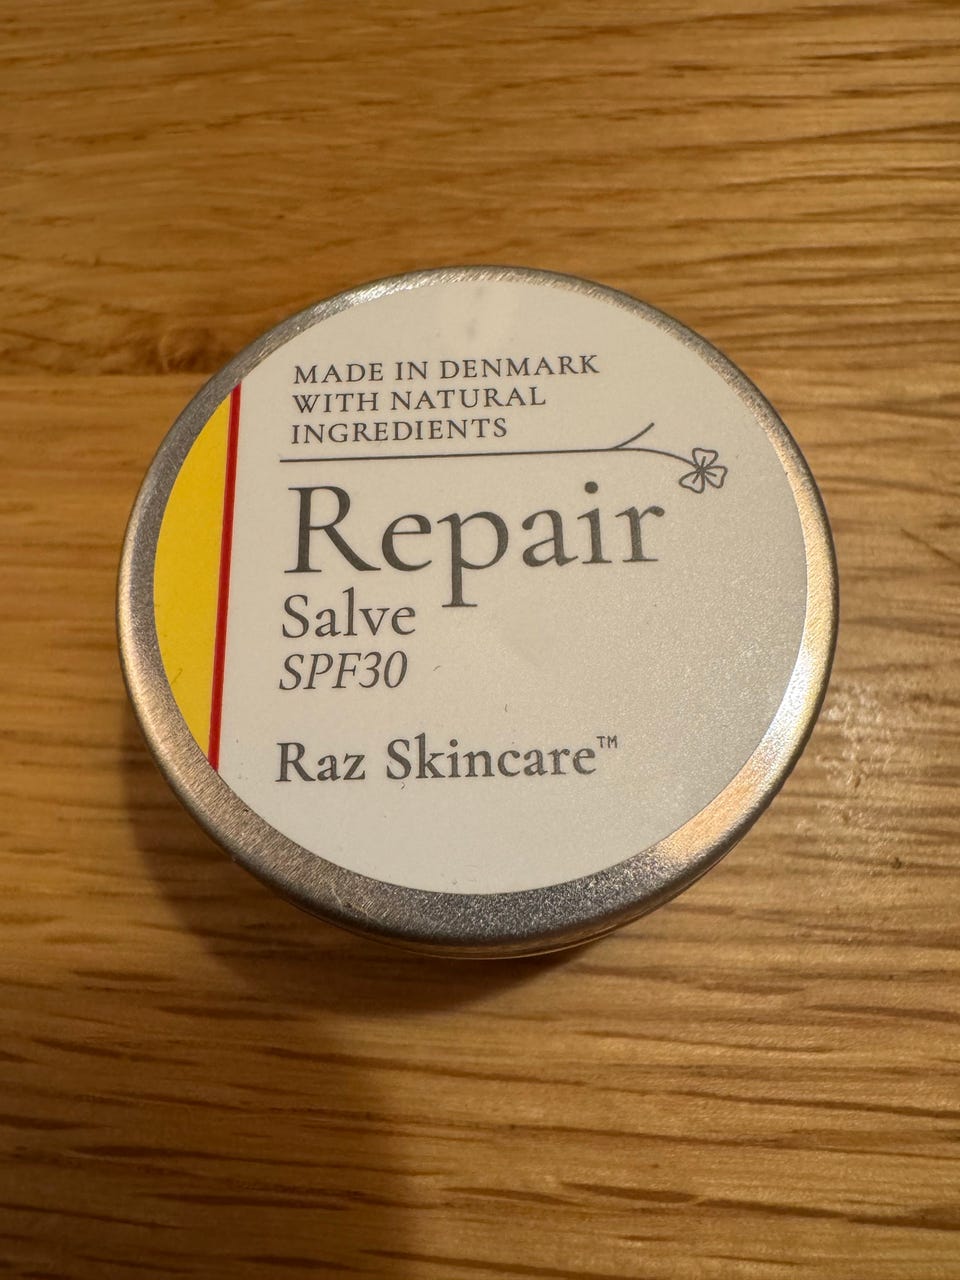 MADE IN DENMARK
WITH NATURAL
INGREDIENTS
Repair
Salve
SPF30
Raz Skincare™